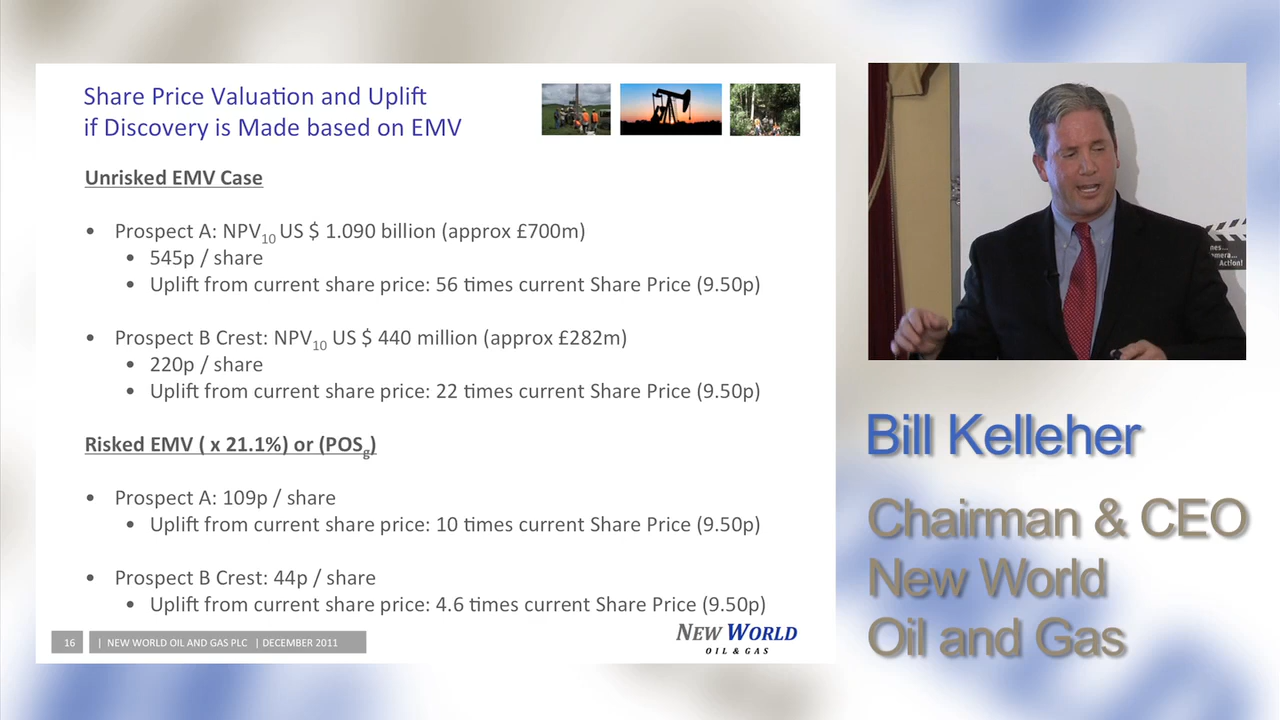 Share Price Valuation and Uplift
if Discovery is Made based on EMV
Unrisked EMV Case
• Prospect A: NPV10 US $ 1.090 billion (approx £700m)
• 545p / share
• Uplift from current share price: 56 times current Share Price (9.50p)
• Prospect B Crest: NPV10 US $ 440 million (approx £282m)
• 220p / share
• Uplift from current share price: 22 times current Share Price (9.50p)
Risked EMV ( x 21.1%) or (POSg)
• Prospect A: 109p / share
• Uplift from current share price: 10 times current Share Price (9.50p)
• Prospect B Crest: 44p / share
• Uplift from current share price: 4.6 times current Share Price (9.50p)
16 | NEW WORLD OIL AND GAS PLC | DECEMBER 2011
NEW WORLD
OIL & GAS
Action!
Bill Kelleher
Chairman & CEO
New World
Oil and Gas